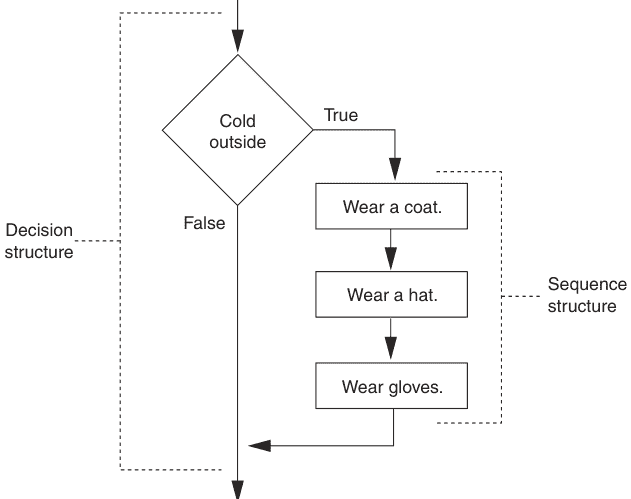 Cold
outside
True
False
Wear a coat.
Decision
structure
Wear a hat.
Sequence
structure
Wear gloves.